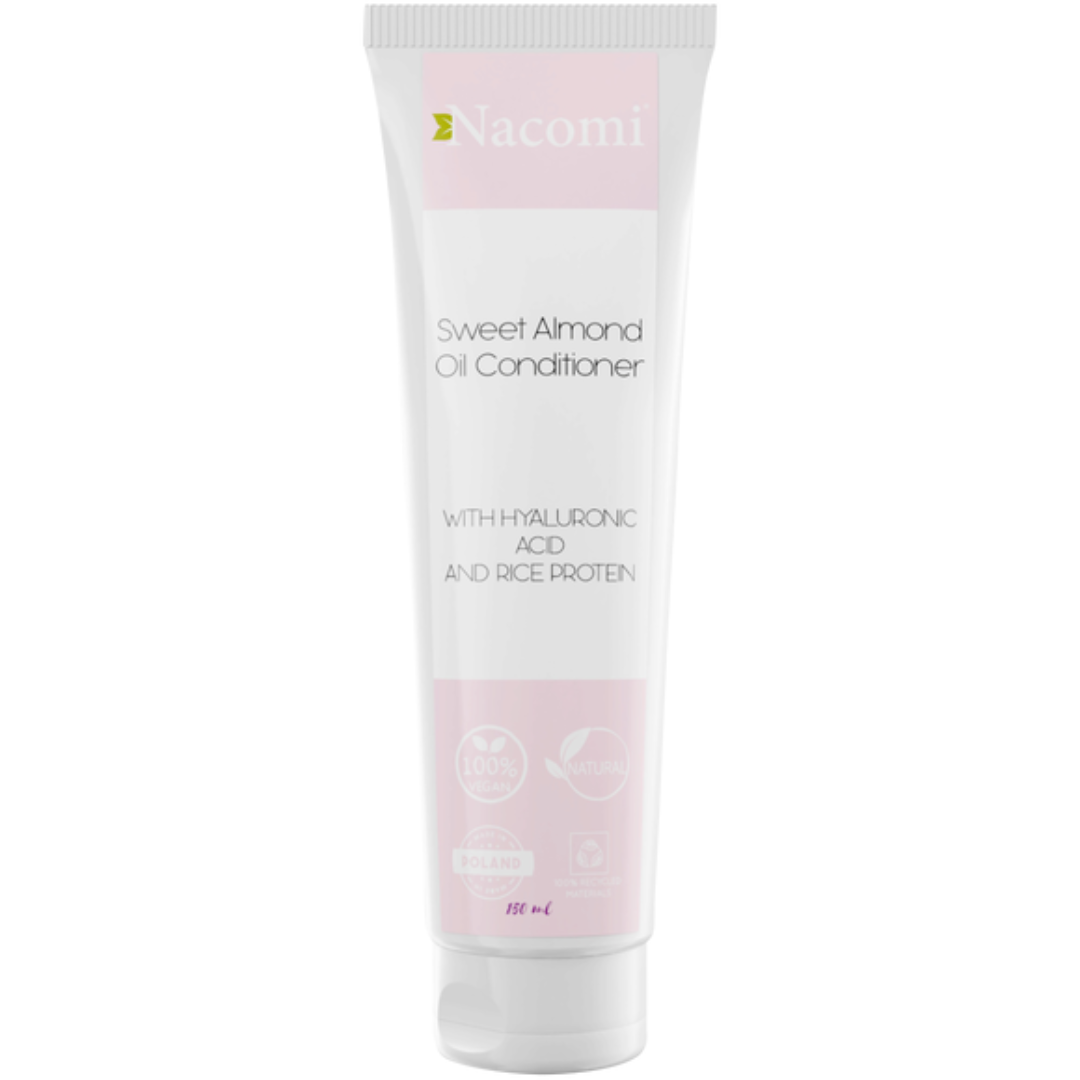 Nacomi
Sweet Almond
Oil Conditioner
WITH HYALURONIC
ACID
AND RICE PROTEIN
100%
VEGAN
NATURAL
POLAND
150 ml